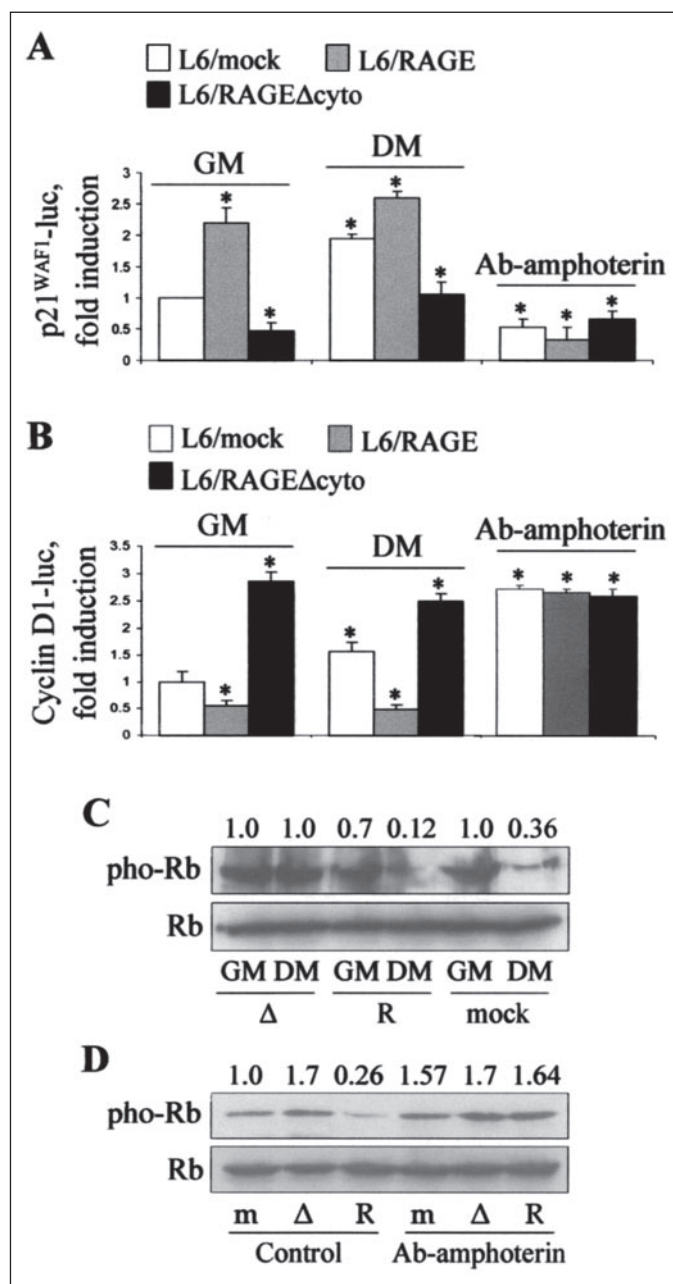 A
L6/mock L6/RAGE
L6/RAGEΔcyto
GM DM
Ab-amphoterin
p21WAF1-luc,
fold induction
3
2.5
2
1.5
1
0.5
0
* * * * * * * *
B
L6/mock L6/RAGE
L6/RAGEΔcyto
GM DM Ab-amphoterin
Cyclin D1-luc,
fold induction
3.5
3
2.5
2
1.5
1
0.5
0
* * * * * * * *
C
1.0 1.0 0.7 0.12 1.0 0.36
pho-Rb
Rb
GM DM GM DM GM DM
Δ R mock
D
1.0 1.7 0.26 1.57 1.7 1.64
pho-Rb
Rb
m Δ R m Δ R
Control Ab-amphoterin